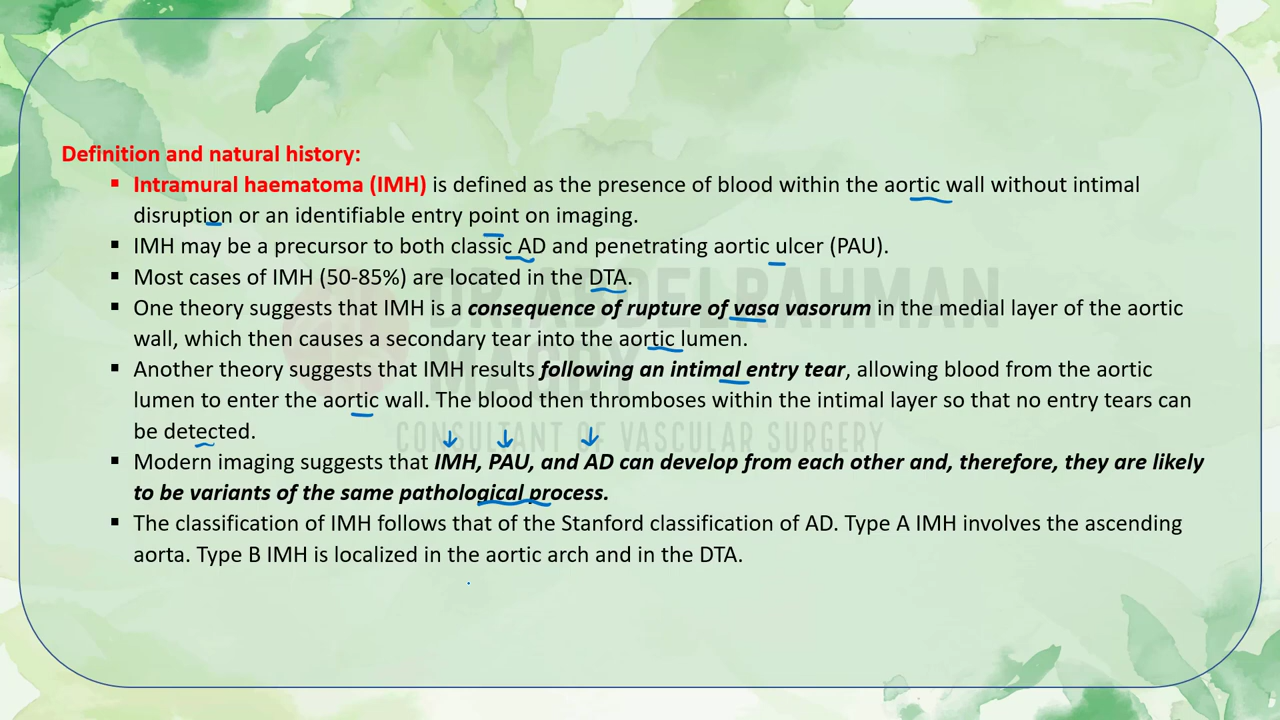 Definition and natural history:
▪ Intramural haematoma (IMH) is defined as the presence of blood within the aortic wall without intimal
disruption or an identifiable entry point on imaging.
▪ IMH may be a precursor to both classic AD and penetrating aortic ulcer (PAU).
▪ Most cases of IMH (50-85%) are located in the DTA.
▪ One theory suggests that IMH is a consequence of rupture of vasa vasorum in the medial layer of the aortic
wall, which then causes a secondary tear into the aortic lumen.
▪ Another theory suggests that IMH results following an intimal entry tear, allowing blood from the aortic
lumen to enter the aortic wall. The blood then thromboses within the intimal layer so that no entry tears can
be detected.
▪ Modern imaging suggests that IMH, PAU, and AD can develop from each other and, therefore, they are likely
to be variants of the same pathological process.
▪ The classification of IMH follows that of the Stanford classification of AD. Type A IMH involves the ascending
aorta. Type B IMH is localized in the aortic arch and in the DTA.
DR.ABDELRAHMAN
MAGDY
CONSULTANT OF VASCULAR SURGERY